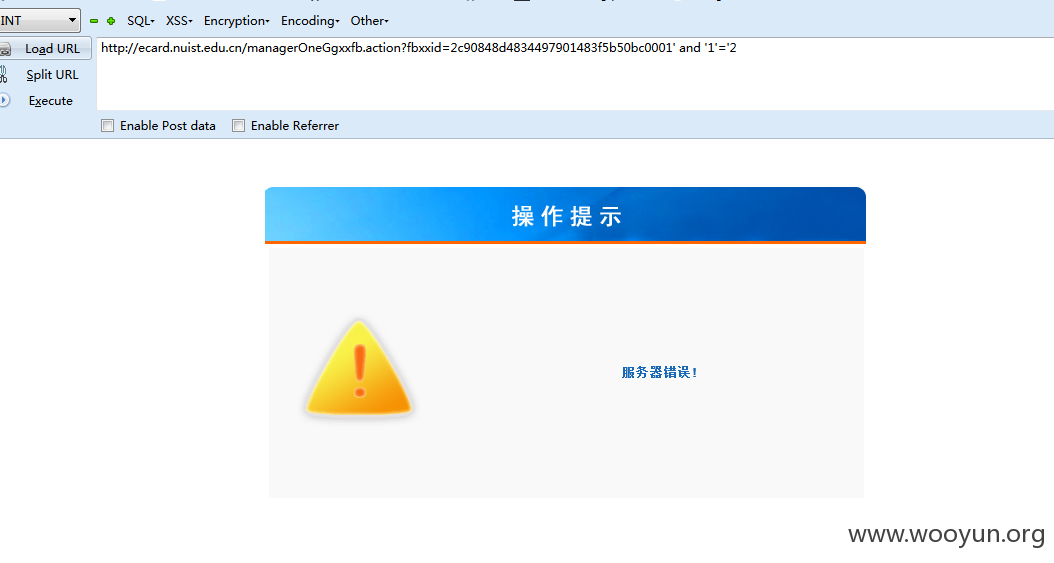 INT SQL XSS Encryption Encoding Other
Load URL http://ecard.nuist.edu.cn/managerOneGgxxfb.action?fbxxid=2c90848d4834497901483f5b50bc0001' and '1'='2
Split URL
Execute
Enable Post data Enable Referrer
操作提示
服务器错误!
www.wooyun.org